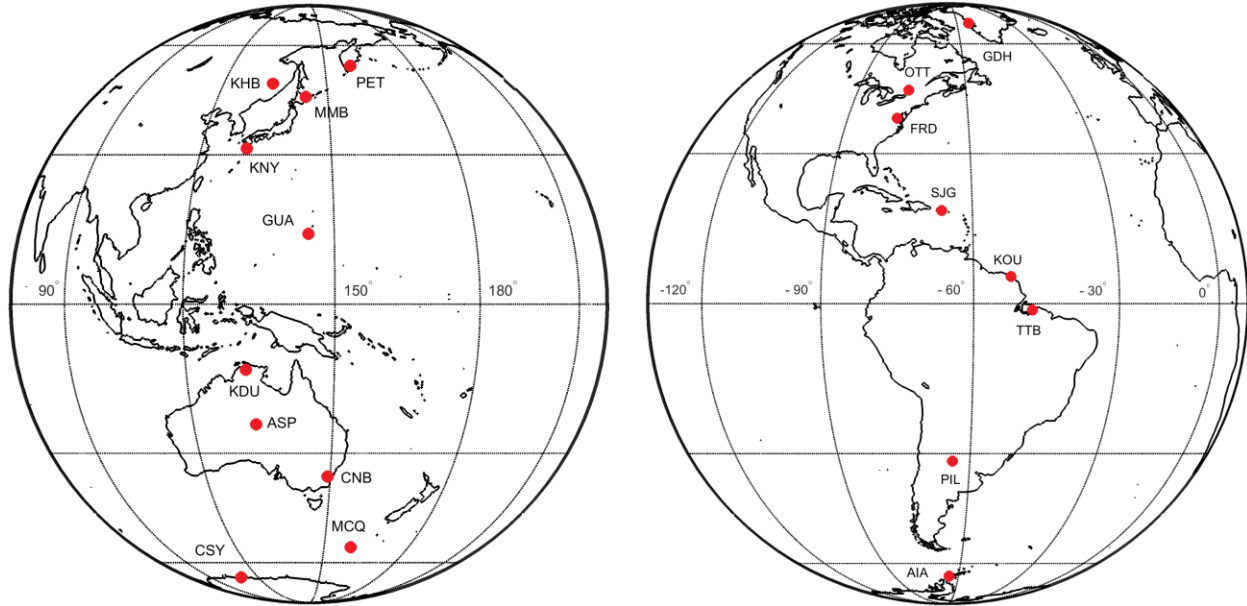 KHB
PET
MMB
KNY
GUA
90°
150°
180°
KDU
ASP
CNB
MCQ
CSY
GDH
OTT
FRD
SJG
KOU
-120°
- 90°
-60°
- 30°
0°
TTB
PIL
AIA